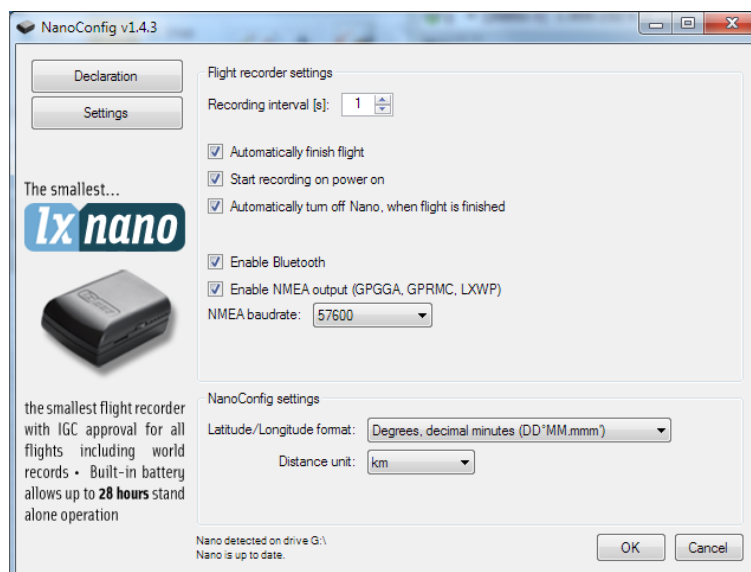 NanoConfig v1.4.3
Declaration
Settings
The smallest...
lx nano
the smallest flight recorder
with IGC approval for all
flights including world
records • Built-in battery
allows up to 28 hours stand
alone operation
Flight recorder settings
Recording interval [s]: 1
Automatically finish flight
Start recording on power on
Automatically turn off Nano, when flight is finished
Enable Bluetooth
Enable NMEA output (GPGGA, GPRMC, LXWP)
NMEA baudrate: 57600
NanoConfig settings
Latitude/Longitude format: Degrees, decimal minutes (DD°MM.mmm')
Distance unit: km
Nano detected on drive G:\
Nano is up to date.
OK Cancel